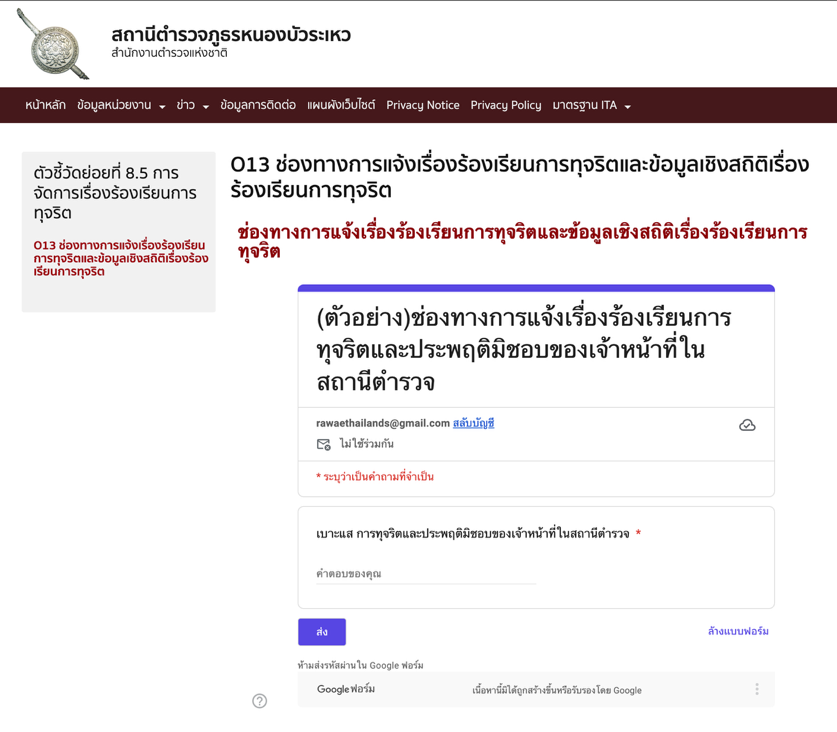 สถานีตำรวจภูธรหนองบัวระเหว
สำนักงานตำรวจแห่งชาติ
หน้าหลัก ข้อมูลหน่วยงาน ข่าว ข้อมูลการติดต่อ แผนผังเว็บไซต์ Privacy Notice Privacy Policy มาตรฐาน ITA
ตัวชี้วัดย่อยที่ 8.5 การ
จัดการเรื่องร้องเรียนการ
ทุจริต
O13 ช่องทางการแจ้งเรื่องร้องเรียน
การทุจริตและข้อมูลเชิงสถิติเรื่องร้อง
เรียนการทุจริต
O13 ช่องทางการแจ้งเรื่องร้องเรียนการทุจริตและข้อมูลเชิงสถิติเรื่อง
ร้องเรียนการทุจริต
ช่องทางการแจ้งเรื่องร้องเรียนการทุจริตและข้อมูลเชิงสถิติเรื่องร้องเรียนการ
ทุจริต
(ตัวอย่าง)ช่องทางการแจ้งเรื่องร้องเรียนการ
ทุจริตและประพฤติมิชอบของเจ้าหน้าที่ใน
สถานีตำรวจ
rawaethailands@gmail.com สลับบัญชี
ไม่ใช้ร่วมกัน
* ระบุว่าเป็นคำถามที่จำเป็น
เบาะแส การทุจริตและประพฤติมิชอบของเจ้าหน้าที่ในสถานีตำรวจ *
คำตอบของคุณ
ส่ง
ล้างแบบฟอร์ม
ห้ามส่งรหัสผ่านใน Google ฟอร์ม
Google ฟอร์ม
เนื้อหานี้มิได้ถูกสร้างขึ้นหรือรับรองโดย Google